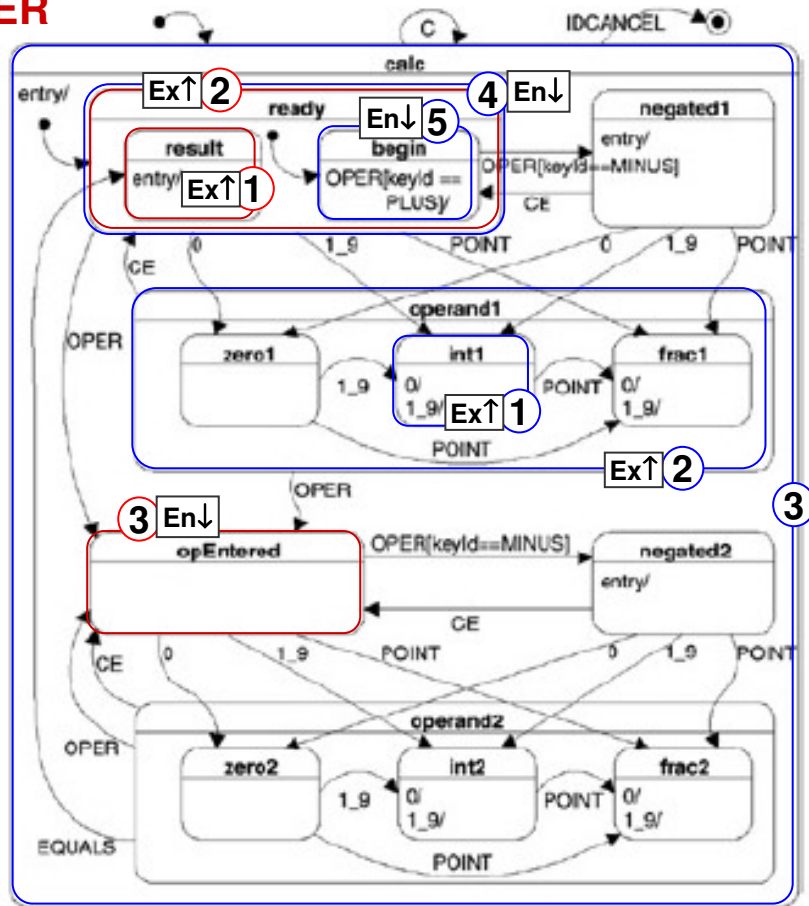 ER
C
IDCANCEL
calc
entry/
Ex↑ 2
4 En↓
ready
negated1
En↓ 5
result
begin
entry/
entry/
Ex↑ 1
OPER[keyId ==
PLUS]/
OPER[keyId==MINUS]
CE
0
1_9
POINT
0
1_9
POINT
CE
operand1
OPER
zero1
int1
frac1
1_9
0/
1_9/
POINT
0/
1_9/
Ex↑ 1
POINT
Ex↑ 2
3
OPER
3 En↓
opEntered
OPER[keyId==MINUS]
negated2
entry/
CE
0
1_9
POINT
0
1_9
POINT
CE
operand2
OPER
zero2
int2
frac2
1_9
0/
1_9/
POINT
0/
1_9/
EQUALS
POINT